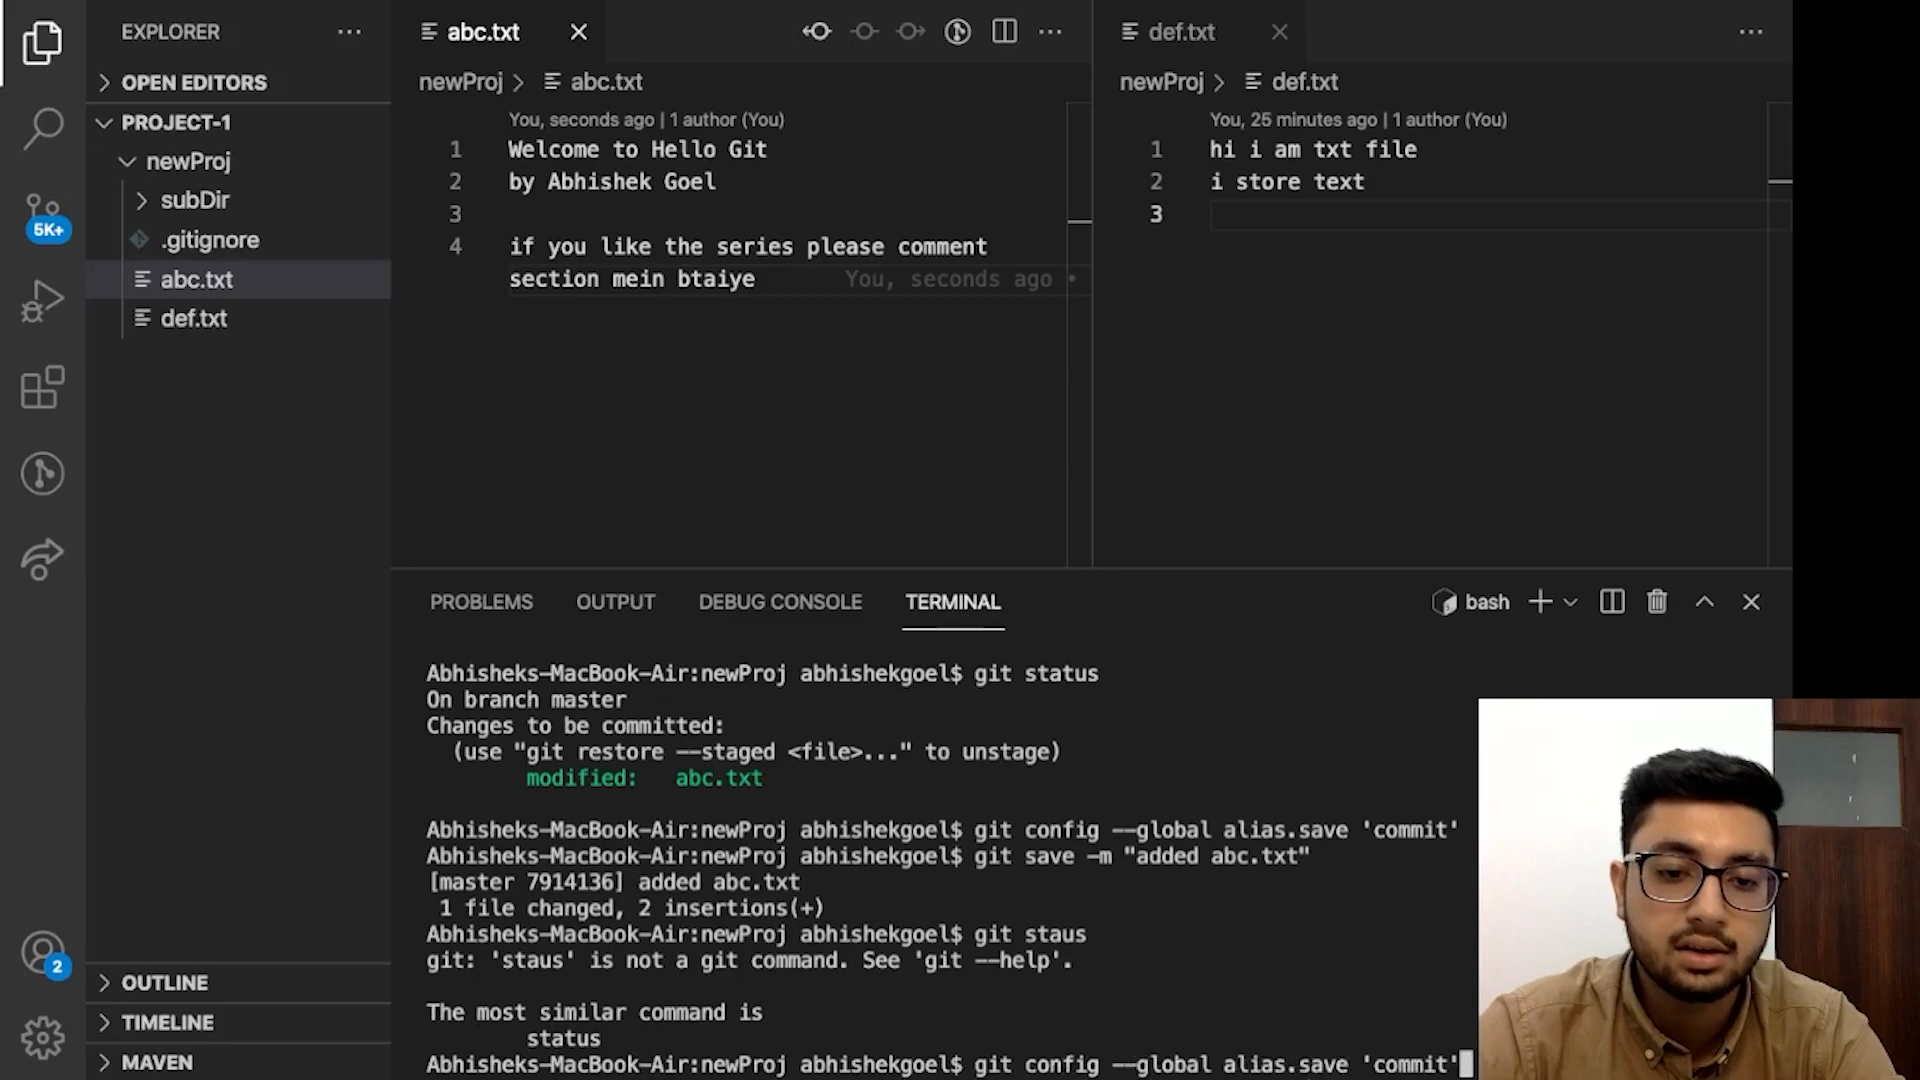 EXPLORER
OPEN EDITORS
PROJECT-1
newProj
subDir
.gitignore
abc.txt
def.txt
5K+
2
OUTLINE
TIMELINE
MAVEN
abc.txt
newProj > abc.txt
You, seconds ago | 1 author (You)
1 Welcome to Hello Git
2 by Abhishek Goel
3
4 if you like the series please comment
section mein btaiye You, seconds ago •
def.txt
newProj > def.txt
You, 25 minutes ago | 1 author (You)
1 hi i am txt file
2 i store text
3
PROBLEMS OUTPUT DEBUG CONSOLE TERMINAL
bash
Abhisheks-MacBook-Air:newProj abhishekgoel$ git status
On branch master
Changes to be committed:
(use "git restore --staged <file>..." to unstage)
modified: abc.txt
Abhisheks-MacBook-Air:newProj abhishekgoel$ git config --global alias.save 'commit'
Abhisheks-MacBook-Air:newProj abhishekgoel$ git save -m "added abc.txt"
[master 7914136] added abc.txt
1 file changed, 2 insertions(+)
Abhisheks-MacBook-Air:newProj abhishekgoel$ git staus
git: 'staus' is not a git command. See 'git --help'.
The most similar command is
status
Abhisheks-MacBook-Air:newProj abhishekgoel$ git config --global alias.save 'commit'